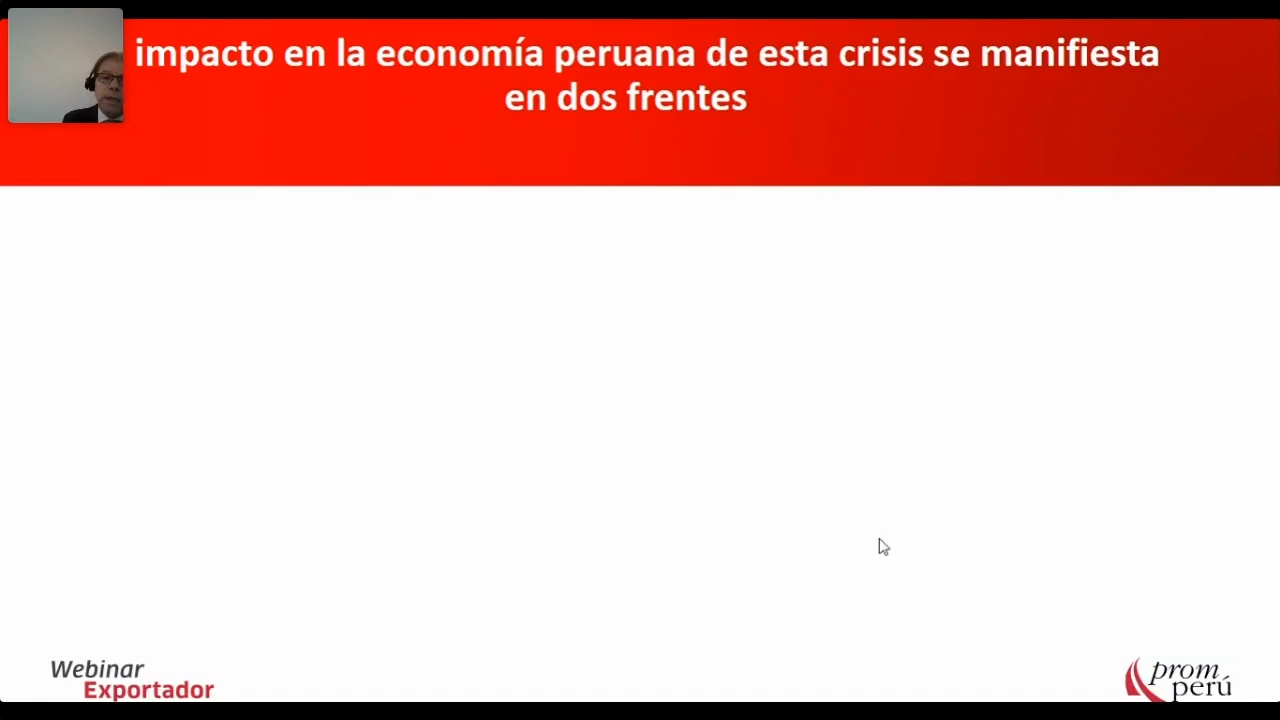 impacto en la economía peruana de esta crisis se manifiesta
en dos frentes
Webinar
Exportador
prom
perú